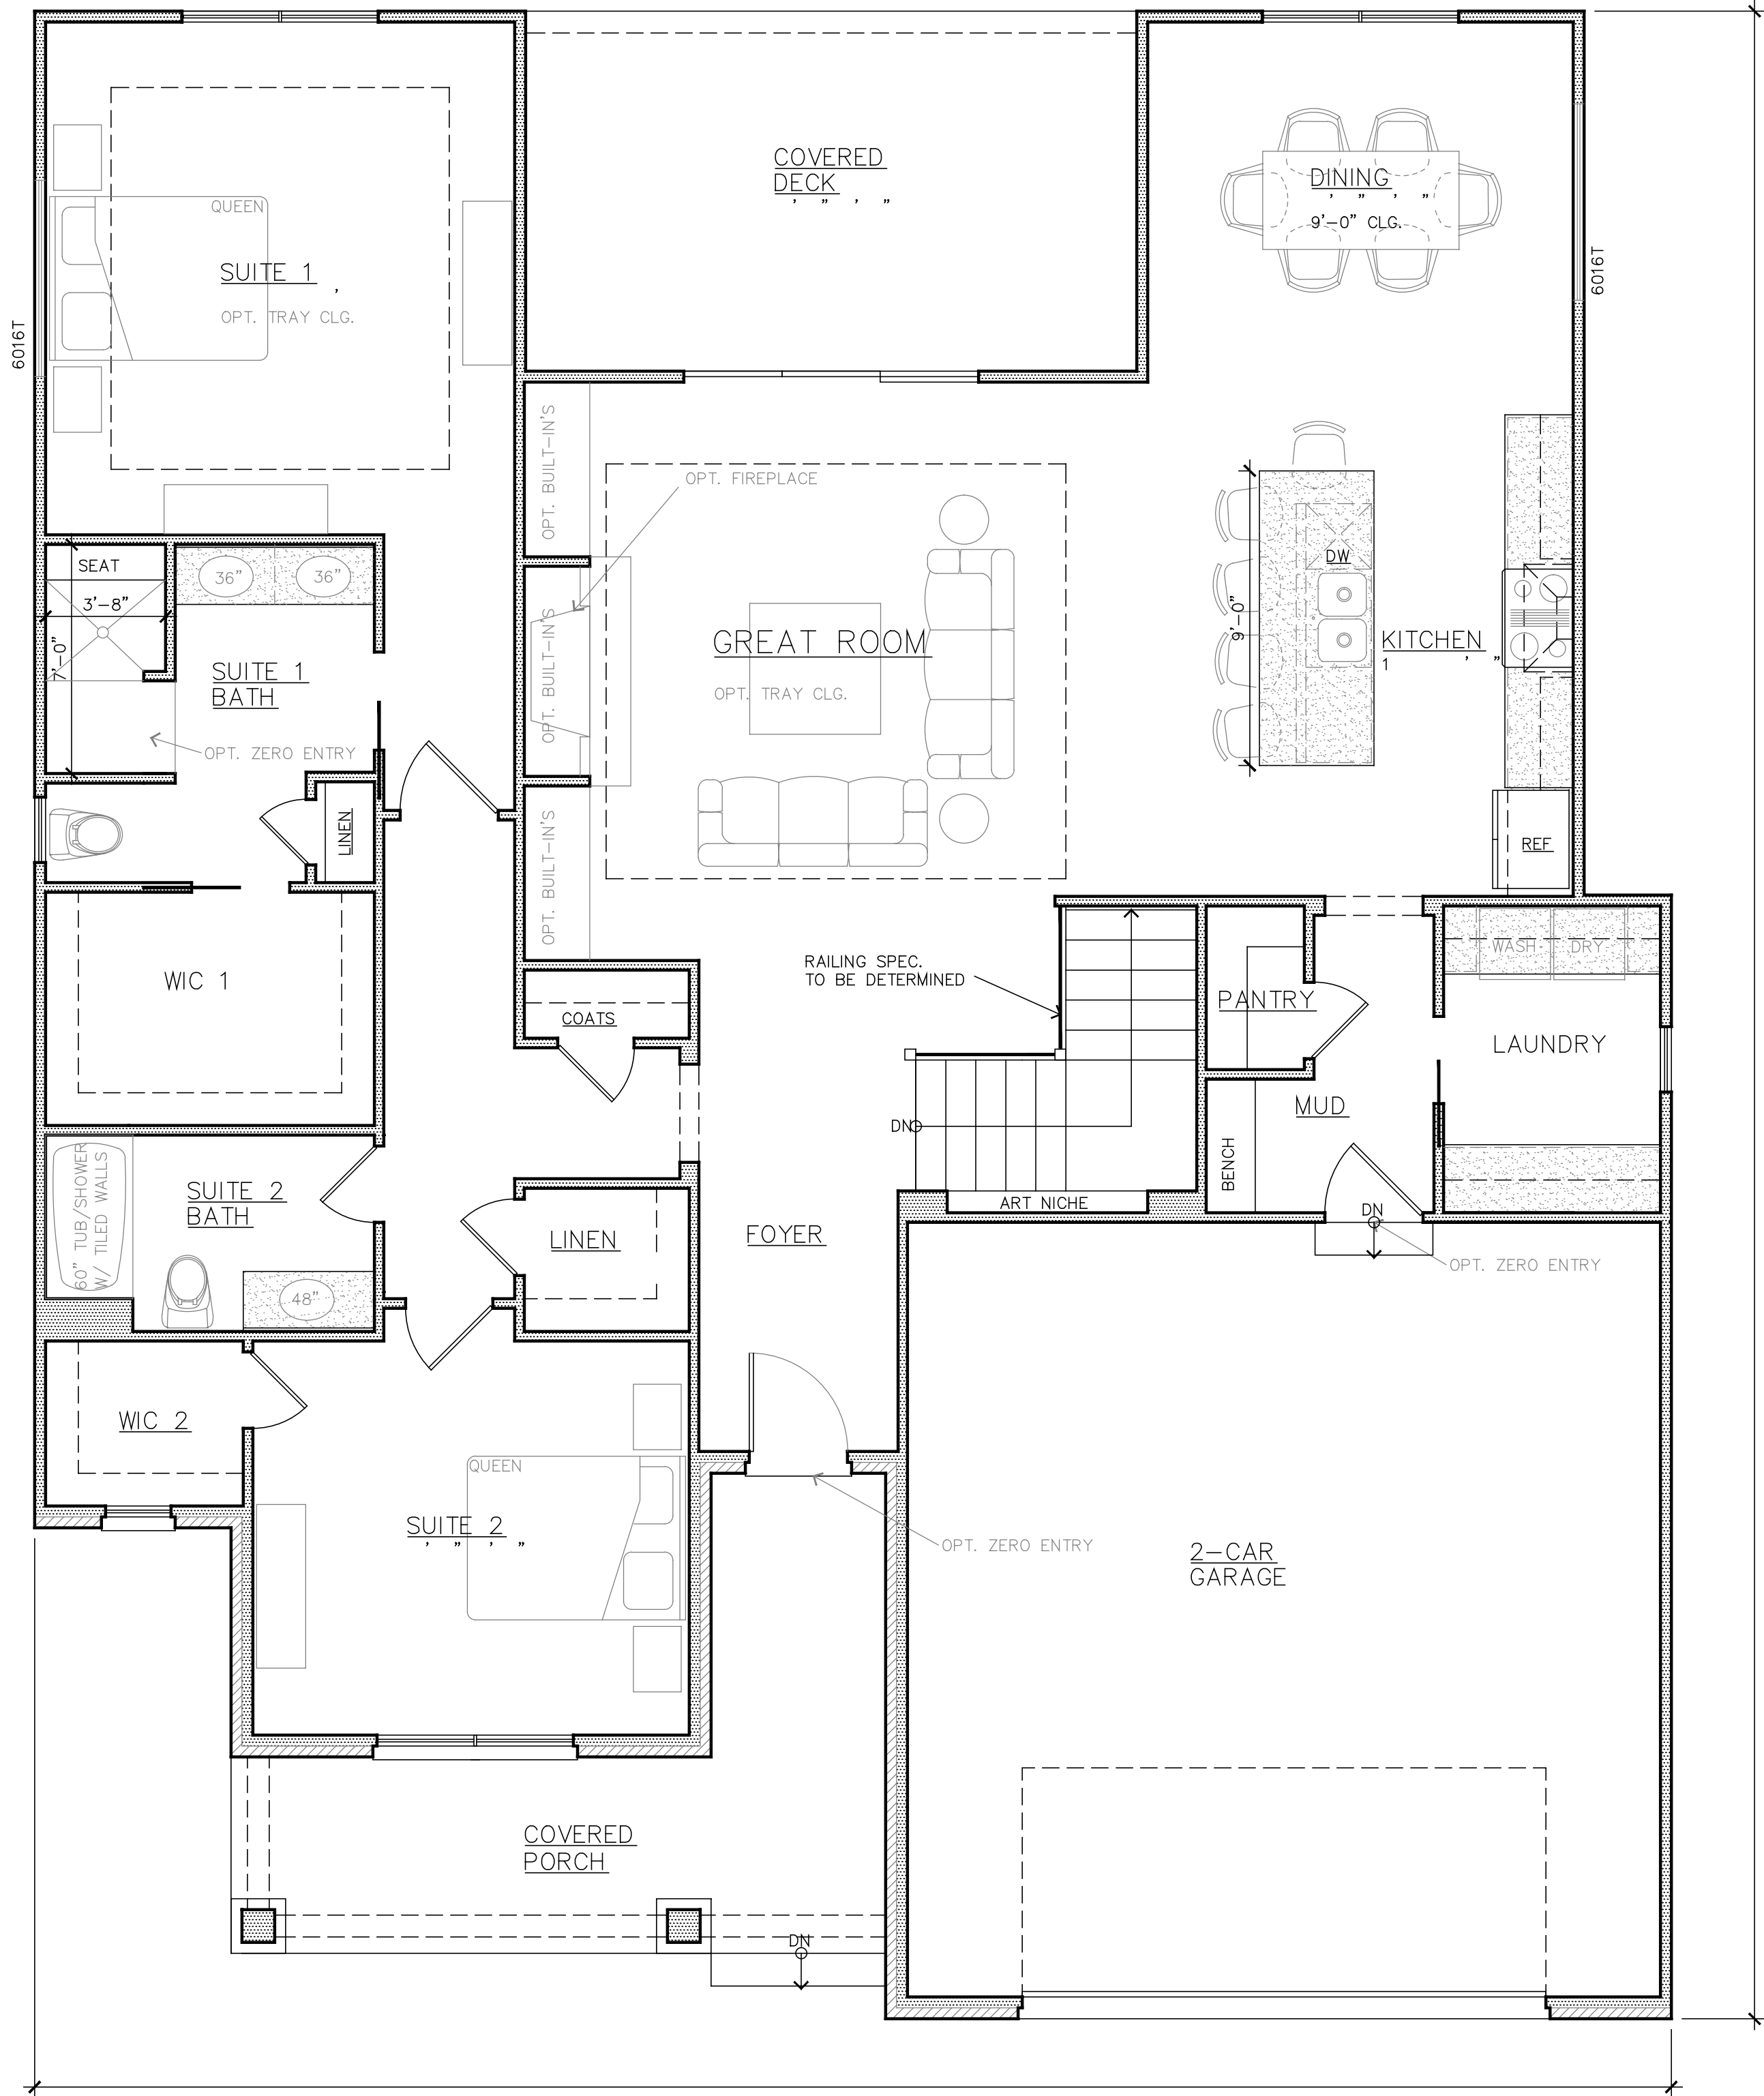 COVERED
DECK
' " ' "
DINING
' " ' "
9'-0" CLG.
QUEEN
SUITE 1
'
OPT. TRAY CLG.
6016T
6016T
OPT. BUILT-IN'S
OPT. FIREPLACE
SEAT
3'-8"
7'-0"
36"
36"
SUITE 1
BATH
OPT. ZERO ENTRY
LINEN
OPT. BUILT-IN'S
GREAT ROOM
OPT. TRAY CLG.
DW
9'-0"
KITCHEN
1 ' "
REF
OPT. BUILT-IN'S
WIC 1
COATS
RAILING SPEC.
TO BE DETERMINED
PANTRY
WASH
DRY
LAUNDRY
MUD
BENCH
DN
ART NICHE
DN
OPT. ZERO ENTRY
60" TUB/SHOWER
W/ TILED WALLS
SUITE 2
BATH
48"
LINEN
FOYER
WIC 2
QUEEN
SUITE 2
' " ' "
OPT. ZERO ENTRY
2-CAR
GARAGE
COVERED
PORCH
DN